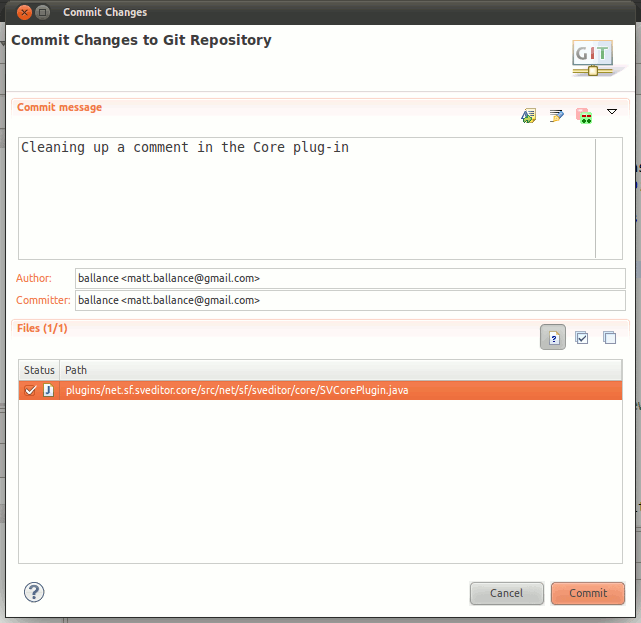 Commit Changes
Commit Changes to Git Repository
GIT
Commit message
Cleaning up a comment in the Core plug-in
Author: ballance <matt.ballance@gmail.com>
Committer: ballance <matt.ballance@gmail.com>
Files (1/1)
Status Path
J plugins/net.sf.sveditor.core/src/net/sf/sveditor/core/SVCorePlugin.java
? Cancel Commit